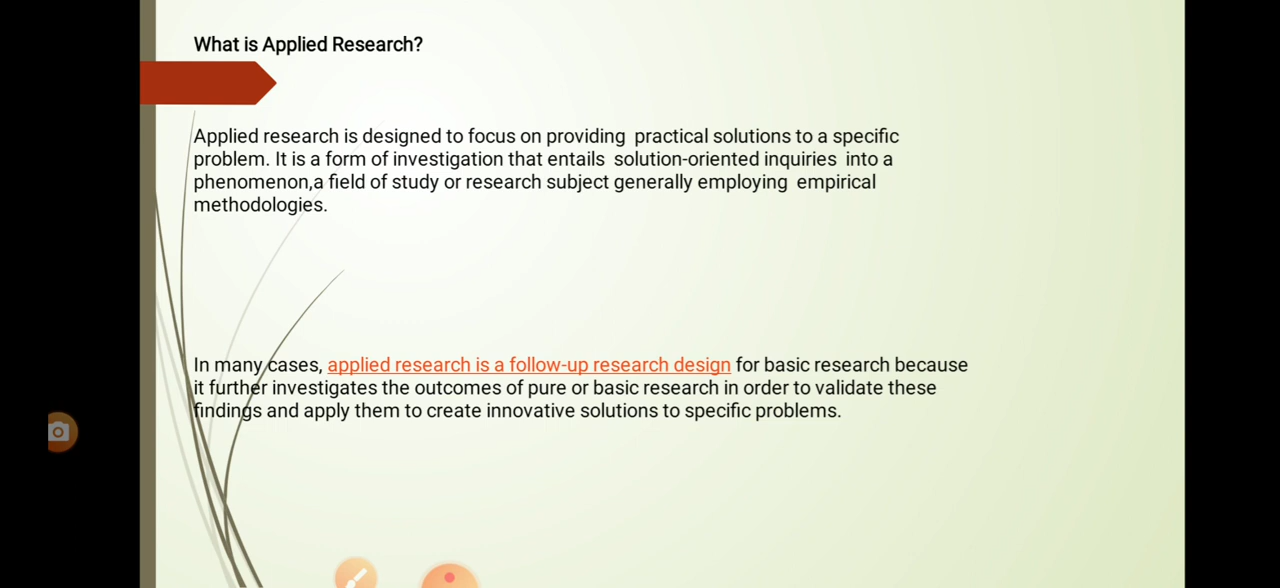 What is Applied Research?
Applied research is designed to focus on providing practical solutions to a specific
problem. It is a form of investigation that entails solution-oriented inquiries into a
phenomenon,a field of study or research subject generally employing empirical
methodologies.
In many cases, applied research is a follow-up research design for basic research because
it further investigates the outcomes of pure or basic research in order to validate these
findings and apply them to create innovative solutions to specific problems.